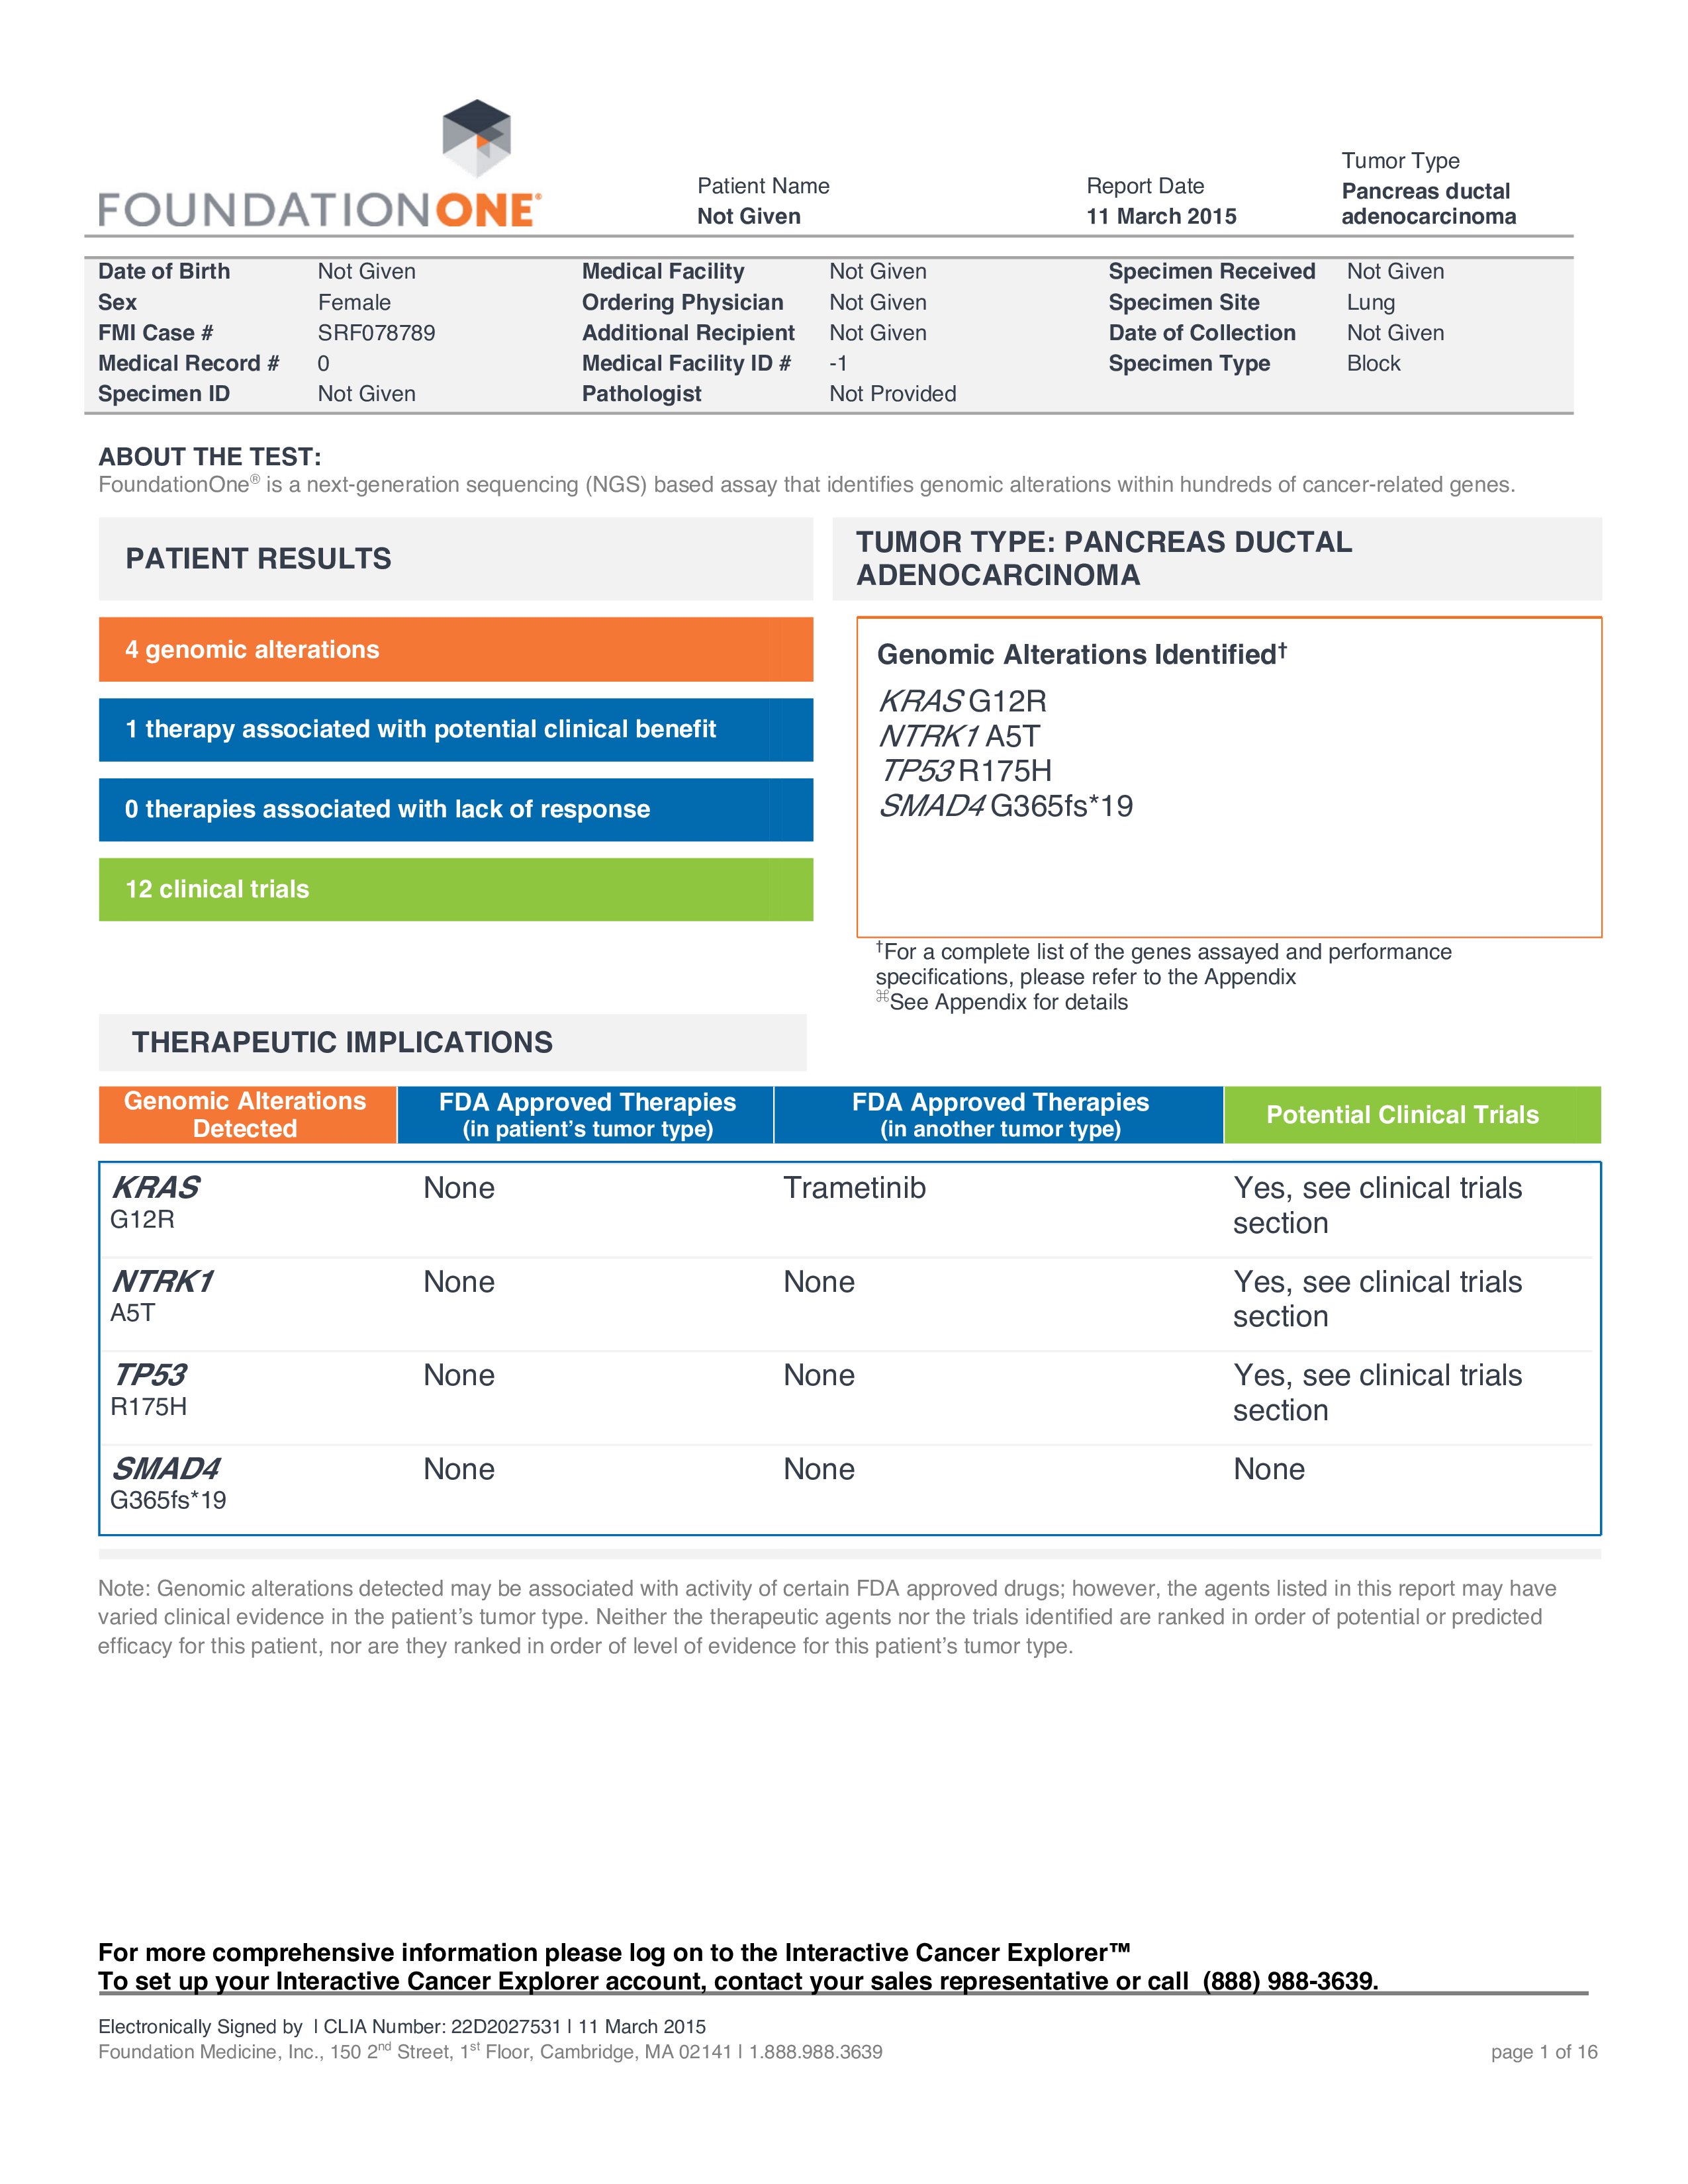 FOUNDATIONONE®
Patient Name
Not Given
Report Date
11 March 2015
Tumor Type
Pancreas ductal
adenocarcinoma
Date of Birth Not Given Medical Facility Not Given Specimen Received Not Given
Sex Female Ordering Physician Not Given Specimen Site Lung
FMI Case # SRF078789 Additional Recipient Not Given Date of Collection Not Given
Medical Record # 0 Medical Facility ID # -1 Specimen Type Block
Specimen ID Not Given Pathologist Not Provided
ABOUT THE TEST:
FoundationOne® is a next-generation sequencing (NGS) based assay that identifies genomic alterations within hundreds of cancer-related genes.
PATIENT RESULTS
4 genomic alterations
1 therapy associated with potential clinical benefit
0 therapies associated with lack of response
12 clinical trials
TUMOR TYPE: PANCREAS DUCTAL
ADENOCARCINOMA
Genomic Alterations Identified†
KRAS G12R
NTRK1 A5T
TP53 R175H
SMAD4 G365fs*19
†For a complete list of the genes assayed and performance
specifications, please refer to the Appendix
⌘See Appendix for details
THERAPEUTIC IMPLICATIONS
Genomic Alterations
Detected
FDA Approved Therapies
(in patient’s tumor type)
FDA Approved Therapies
(in another tumor type)
Potential Clinical Trials
KRAS None Trametinib Yes, see clinical trials
G12R section
NTRK1 None None Yes, see clinical trials
A5T section
TP53 None None Yes, see clinical trials
R175H section
SMAD4 None None None
G365fs*19
Note: Genomic alterations detected may be associated with activity of certain FDA approved drugs; however, the agents listed in this report may have
varied clinical evidence in the patient’s tumor type. Neither the therapeutic agents nor the trials identified are ranked in order of potential or predicted
efficacy for this patient, nor are they ranked in order of level of evidence for this patient’s tumor type.
For more comprehensive information please log on to the Interactive Cancer Explorer™
To set up your Interactive Cancer Explorer account, contact your sales representative or call (888) 988-3639.
Electronically Signed by | CLIA Number: 22D2027531 | 11 March 2015
Foundation Medicine, Inc., 150 2nd Street, 1st Floor, Cambridge, MA 02141 | 1.888.988.3639 page 1 of 16